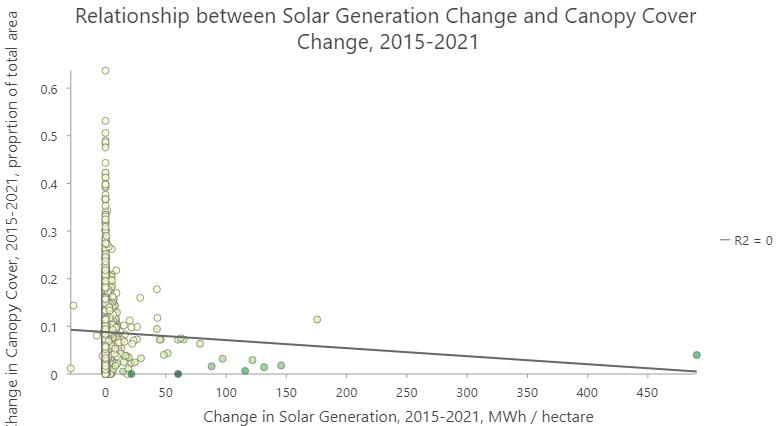 Relationship between Solar Generation Change and Canopy Cover
Change, 2015-2021
Change in Canopy Cover, 2015-2021, proprtion of total area
0.6
0.5
0.4
0.3
0.2
0.1
0
0 50 100 150 200 250 300 350 400 450
Change in Solar Generation, 2015-2021, MWh / hectare
R2 = 0